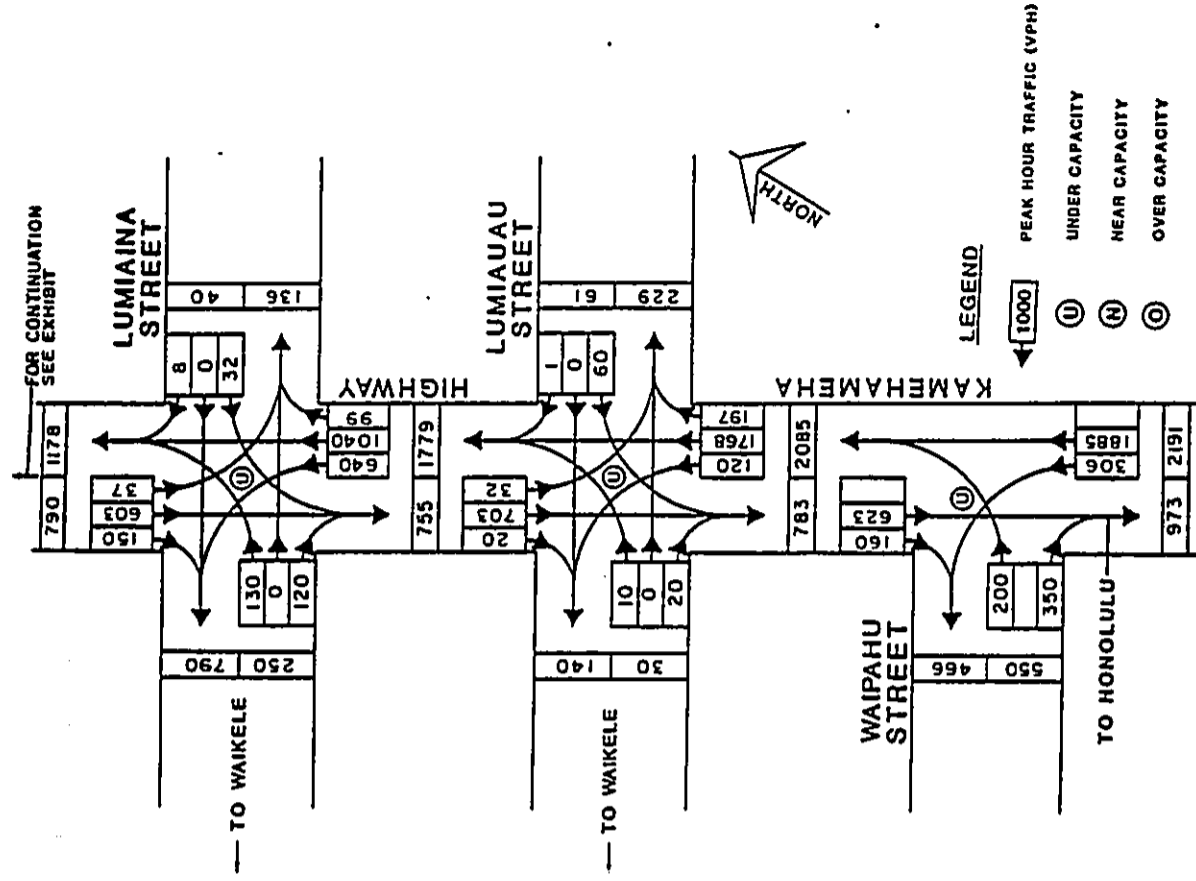 FOR CONTINUATION
SEE EXHIBIT
LUMIAINA
STREET
790 1178
150 603 37
8
0
32
40
136
U
640 1040 99
130
0
120
790
250
TO WAIKELE
HIGHWAY
755 1779
LUMIAUAU
STREET
20 703 32
1
0
60
61
229
U
120 1768 197
10
0
20
140
30
TO WAIKELE
NORTH
KAMEHAMEHA
783 2085
160 623
U
306 1885
WAIPAHU
STREET
200
350
466
550
973 2191
TO HONOLULU
LEGEND
1000 PEAK HOUR TRAFFIC (VPH)
U UNDER CAPACITY
N NEAR CAPACITY
O OVER CAPACITY